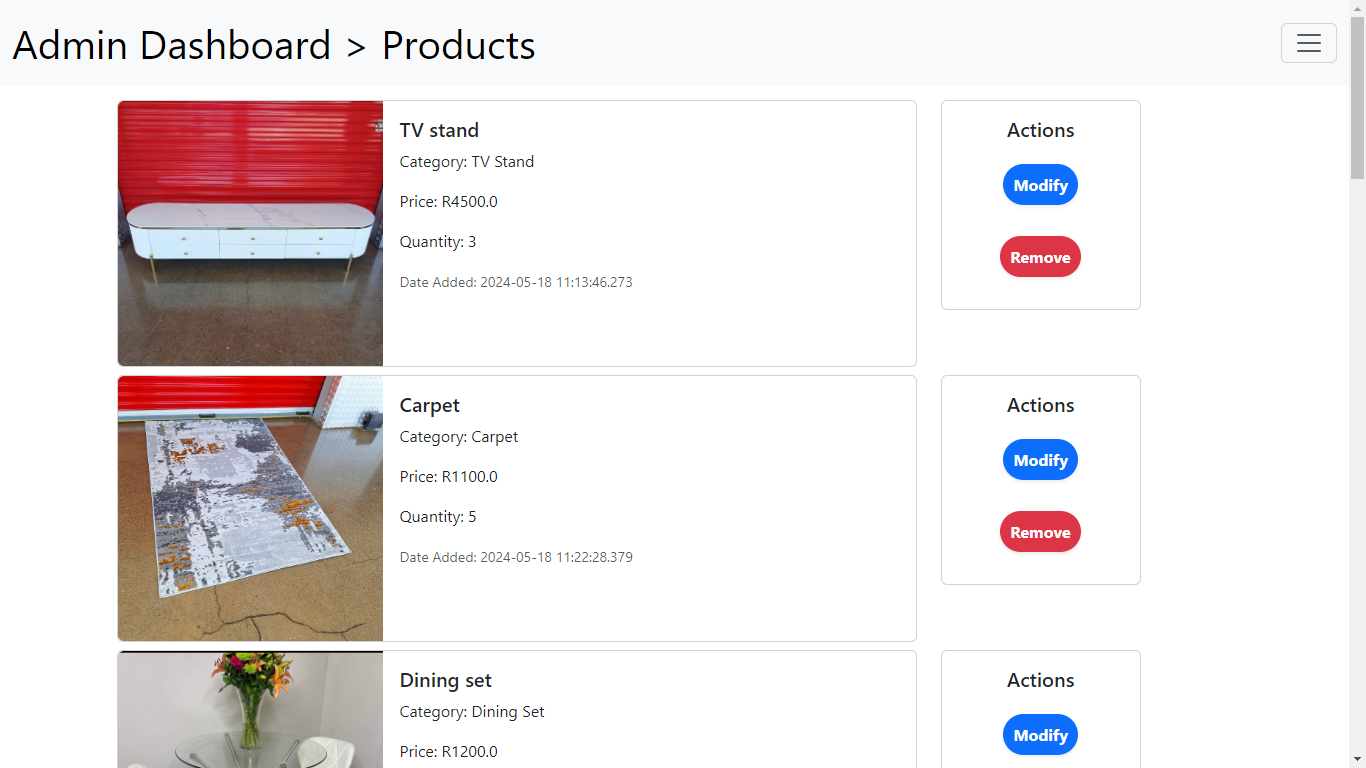 Admin Dashboard > Products
TV stand
Category: TV Stand
Price: R4500.0
Quantity: 3
Date Added: 2024-05-18 11:13:46.273
Actions
Modify
Remove
Carpet
Category: Carpet
Price: R1100.0
Quantity: 5
Date Added: 2024-05-18 11:22:28.379
Actions
Modify
Remove
Dining set
Category: Dining Set
Price: R1200.0
Actions
Modify